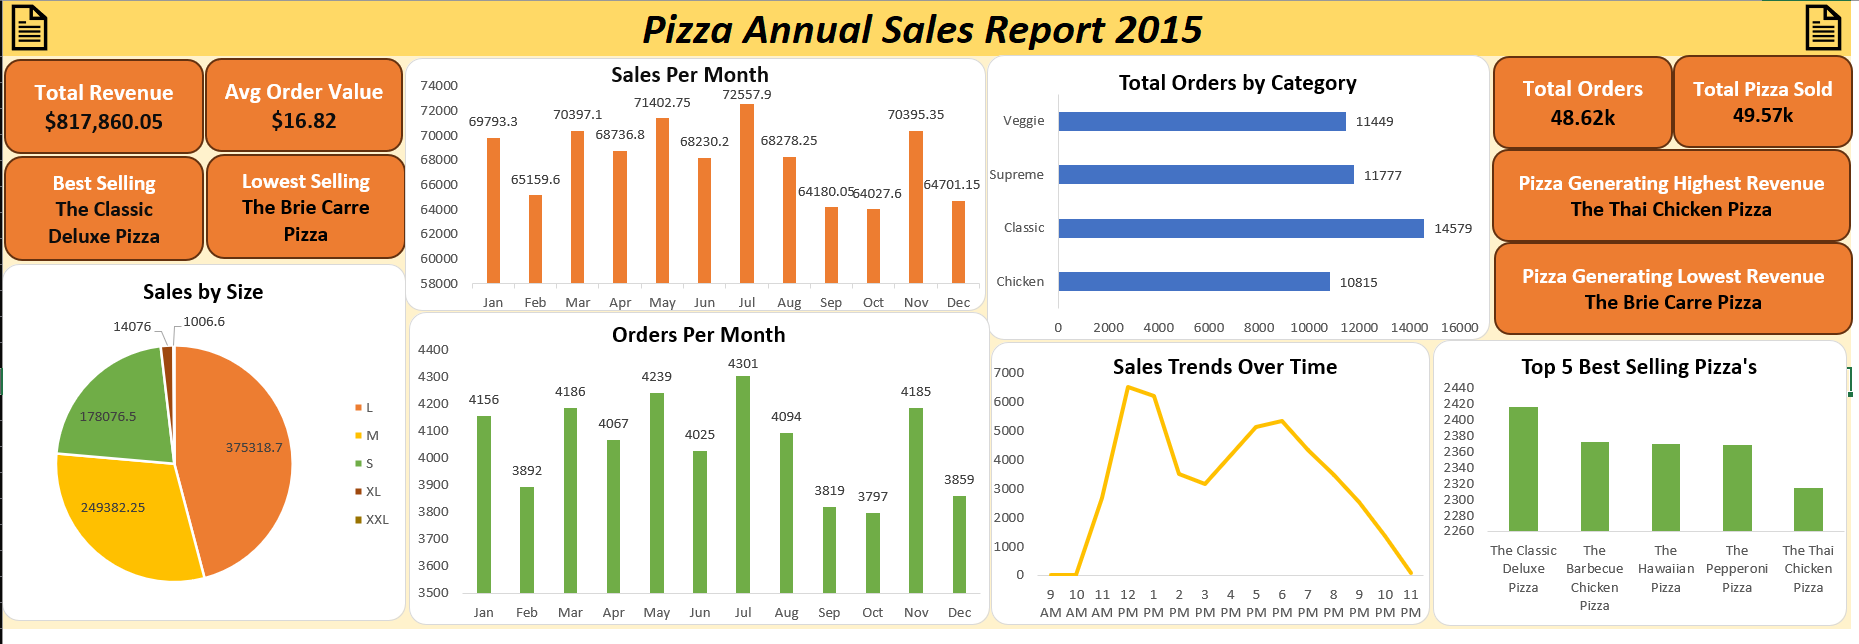 Pizza Annual Sales Report 2015
Total Revenue
$817,860.05
Avg Order Value
$16.82
Best Selling
The Classic
Deluxe Pizza
Lowest Selling
The Brie Carre
Pizza
Sales Per Month
74000
72000
70000
68000
66000
64000
62000
60000
58000
69793.3
65159.6
70397.1
68736.8
71402.75
68230.2
72557.9
68278.25
64180.05
64027.6
70395.35
64701.15
Jan Feb Mar Apr May Jun Jul Aug Sep Oct Nov Dec
Total Orders by Category
Veggie 11449
Supreme 11777
Classic 14579
Chicken 10815
0 2000 4000 6000 8000 10000 12000 14000 16000
Total Orders
48.62k
Total Pizza Sold
49.57k
Pizza Generating Highest Revenue
The Thai Chicken Pizza
Pizza Generating Lowest Revenue
The Brie Carre Pizza
Sales by Size
14076
1006.6
178076.5
375318.7
249382.25
L
M
S
XL
XXL
Orders Per Month
4400
4300
4200
4100
4000
3900
3800
3700
3600
3500
4156
3892
4186
4067
4239
4025
4301
4094
3819
3797
4185
3859
Jan Feb Mar Apr May Jun Jul Aug Sep Oct Nov Dec
Sales Trends Over Time
7000
6000
5000
4000
3000
2000
1000
0
9 10 11 12 1 2 3 4 5 6 7 8 9 10 11
AM AM AM PM PM PM PM PM PM PM PM PM PM PM PM
Top 5 Best Selling Pizza's
2440
2420
2400
2380
2360
2340
2320
2300
2280
2260
The Classic
Deluxe
Pizza
The
Barbecue
Chicken
Pizza
The
Hawaiian
Pizza
The
Pepperoni
Pizza
The Thai
Chicken
Pizza